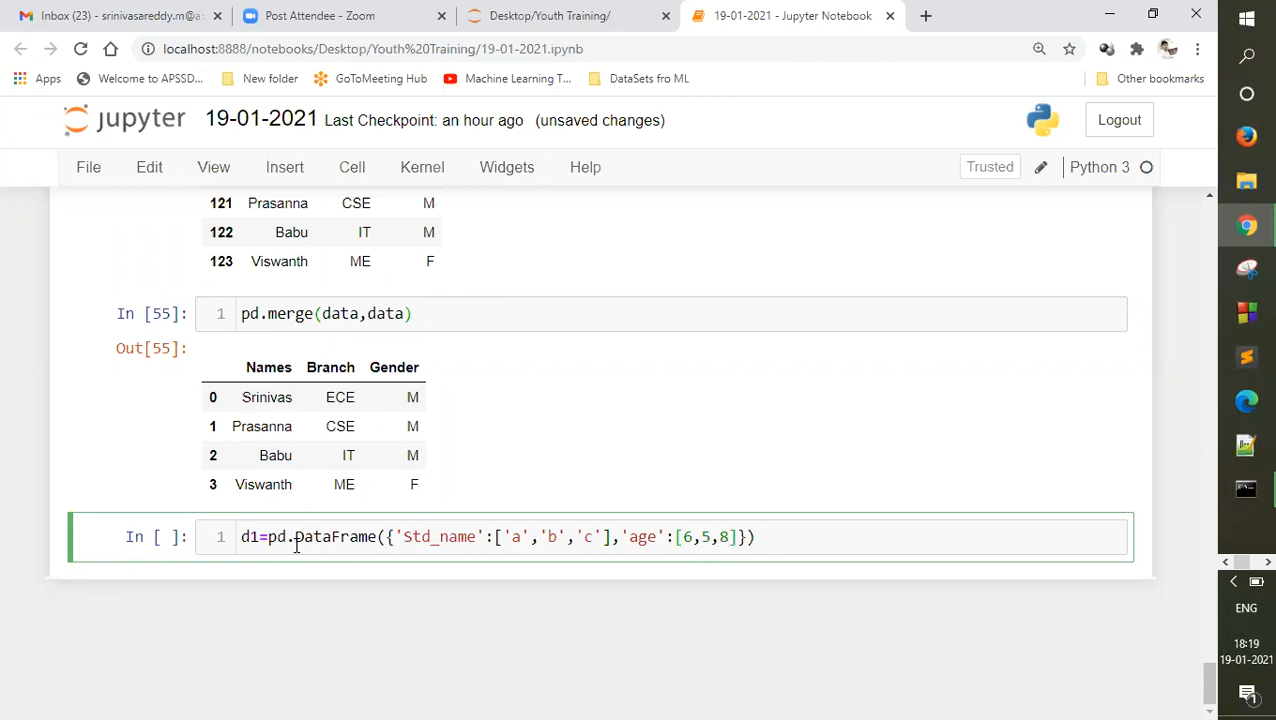 Inbox (23) - srinivasareddy.m@as
Post Attendee - Zoom
Desktop/Youth Training/
19-01-2021 - Jupyter Notebook
localhost:8888/notebooks/Desktop/Youth%20Training/19-01-2021.ipynb
Apps
Welcome to APSSD...
New folder
GoToMeeting Hub
Machine Learning T...
DataSets fro ML
Other bookmarks
jupyter
19-01-2021 Last Checkpoint: an hour ago (unsaved changes)
Logout
File Edit View Insert Cell Kernel Widgets Help
Trusted
Python 3
121 Prasanna CSE M
122 Babu IT M
123 Viswanth ME F
In [55]: 1 pd.merge(data,data)
Out[55]:
Names Branch Gender
0 Srinivas ECE M
1 Prasanna CSE M
2 Babu IT M
3 Viswanth ME F
In [ ]: 1 d1=pd.DataFrame({'Std_name':['a','b','c'],'age':[6,5,8]})
ENG
18:19
19-01-2021
1